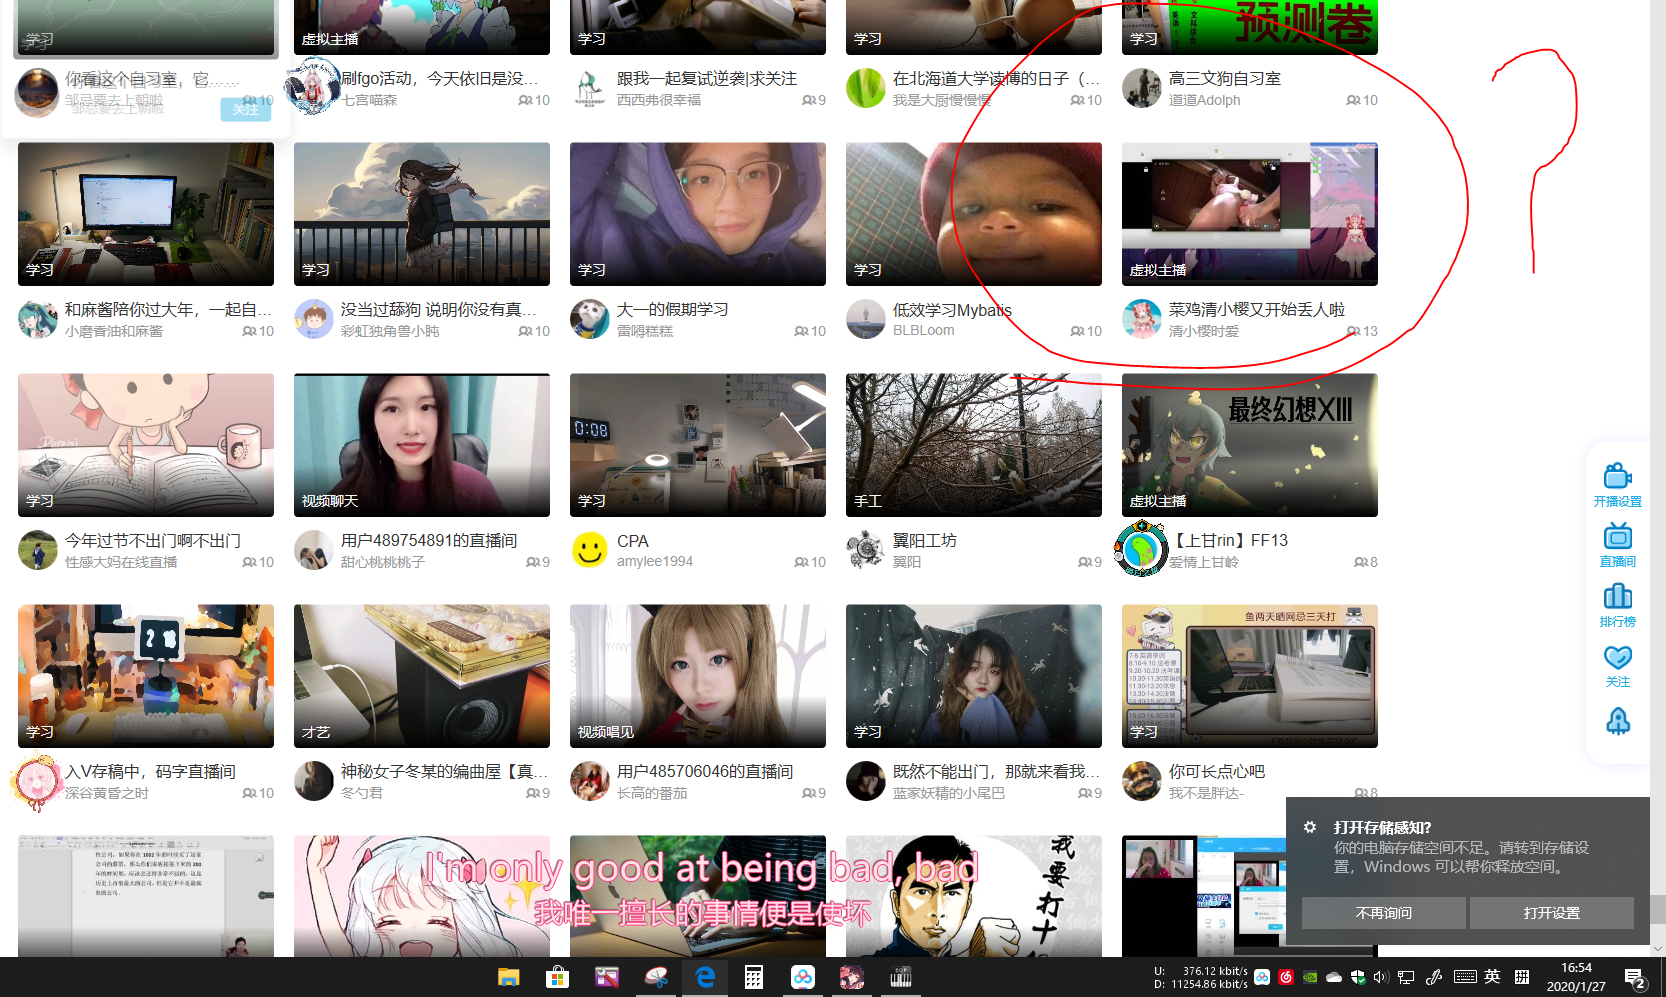 学习
虚拟主播
学习
学习
预测卷
学习
你看这个自习室，它……
邹忌要去上朝啦
10
关注
刷fgo活动，今天依旧是没…
七宫喵森
10
跟我一起复试逆袭|求关注
西西弗很幸福
9
在北海道大学读博的日子（…
我是大厨慢慢慢
10
高三文狗自习室
道道Adolph
10
学习
学习
学习
学习
虚拟主播
和麻酱陪你过大年，一起自…
小磨香油和麻酱
10
没当过舔狗 说明你没有真…
彩虹独角兽小盹
10
大一的假期学习
雷嘚糕糕
10
低效学习Mybatis
BLBLoom
10
菜鸡清小樱又开始丢人啦
清小樱时爱
13
Dorami
学习
视频聊天
0:08
学习
手工
最终幻想XIII
虚拟主播
今年过节不出门啊不出门
性感大妈在线直播
10
用户489754891的直播间
甜心桃桃桃子
9
CPA
amylee1994
10
翼阳工坊
翼阳
9
【上甘rin】FF13
爱情上甘岭
8
学习
才艺
视频唱见
学习
鱼两天晒网忌三天打
学习
入V存稿中，码字直播间
深谷黄昏之时
10
神秘女子冬某的编曲屋【真…
冬勺君
9
用户485706046的直播间
长高的番茄
9
既然不能出门，那就来看我…
蓝家妖精的小尾巴
9
你可长点心吧
我不是胖达-
8
开播设置
直播间
排行榜
关注
打开存储感知?
你的电脑存储空间不足。请转到存储设
置，Windows 可以帮你释放空间。
不再询问
打开设置
I'm only good at being bad, bad
我唯一擅长的事情便是使坏
我要打十
U: 376.12 kbit/s
D: 11254.86 kbit/s
英
16:54
2020/1/27
2